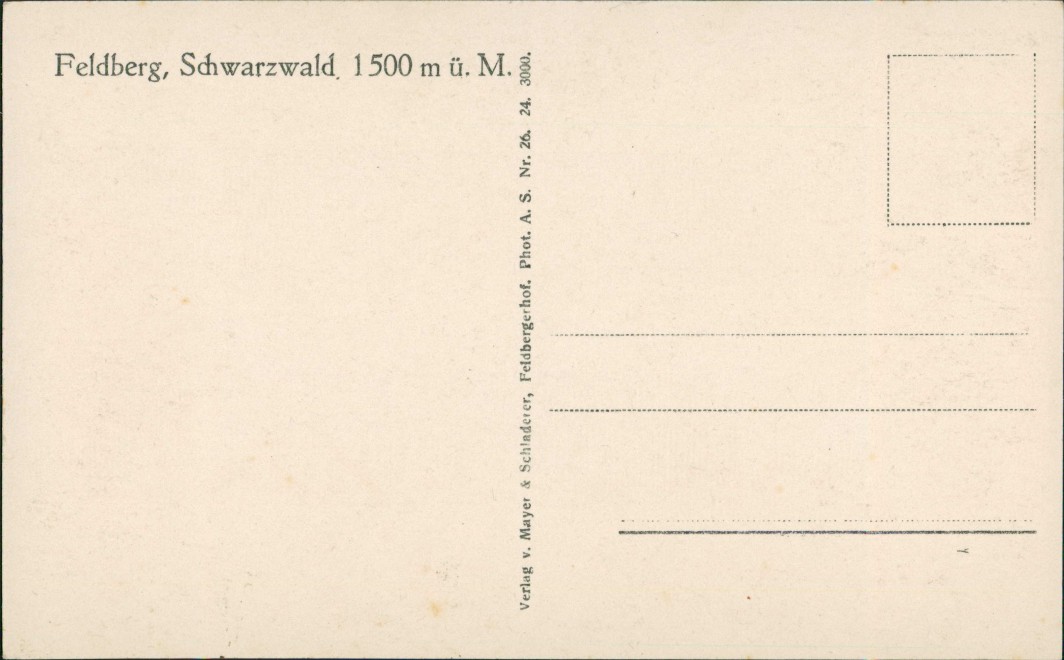 Feldberg, Schwarzwald, 1500 m ü. M.
Verlag v. Mayer & Schladerer, Feldbergerhof. Phot. A. S. Nr. 26. 24. 3000.